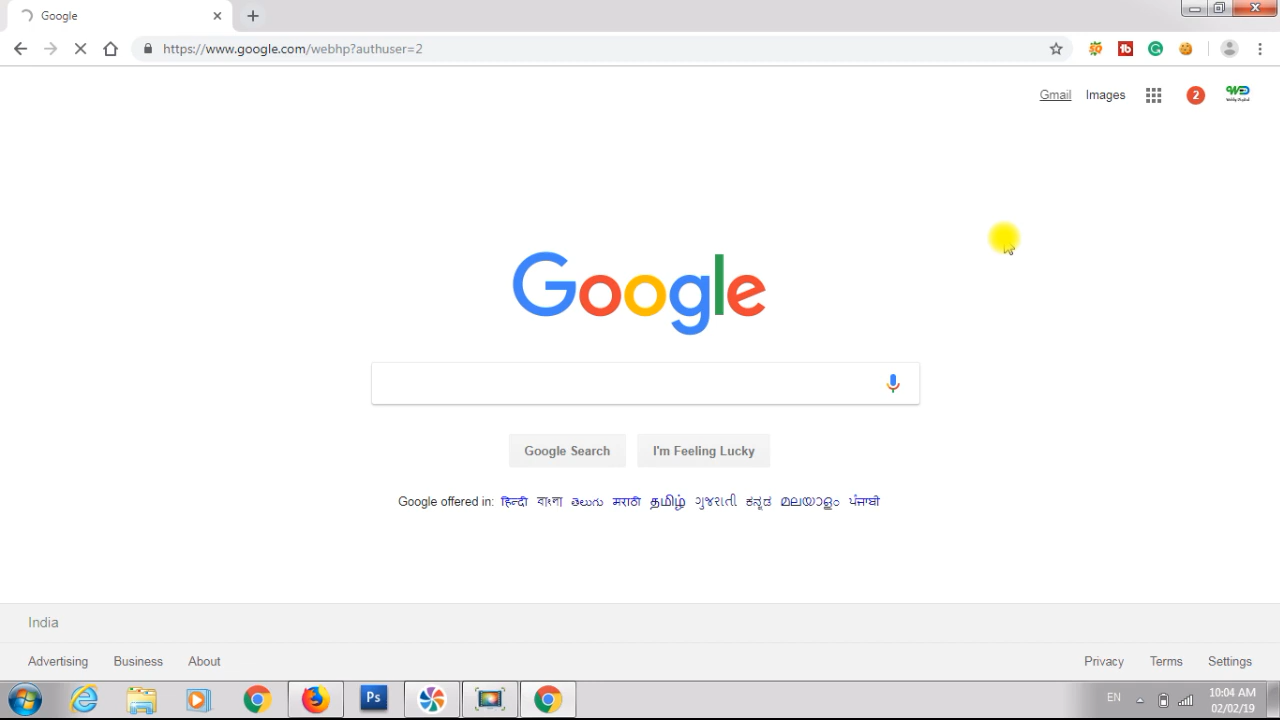 Google
https://www.google.com/webhp?authuser=2
Gmail Images 2
Google
Google Search I'm Feeling Lucky
Google offered in: हिन्दी বাংলা తెలుగు मराठी தமிழ் ગુજરાતી ಕನ್ನಡ മലയാളം ਪੰਜਾਬੀ
India
Advertising Business About Privacy Terms Settings
Ps EN 10:04 AM
02/02/19